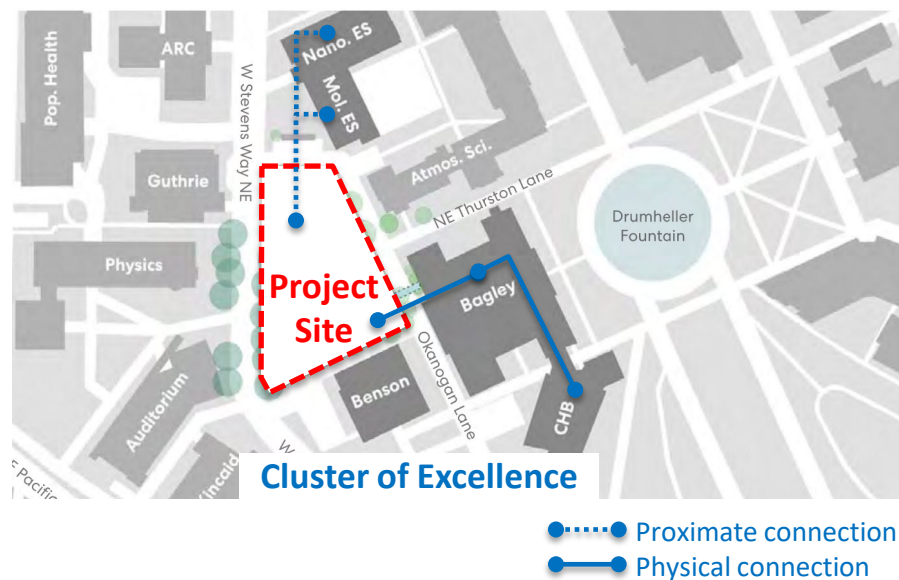 ARC
Nano. ES
Pop. Health
W Stevens Way NE
Mol. ES
Atmos. Sci.
Guthrie
NE Thurston Lane
Drumheller
Fountain
Physics
Project
Site
Bagley
Okanogan Lane
Auditorium
Benson
CHB
W
Pacific
Cluster of Excellence
Proximate connection
Physical connection